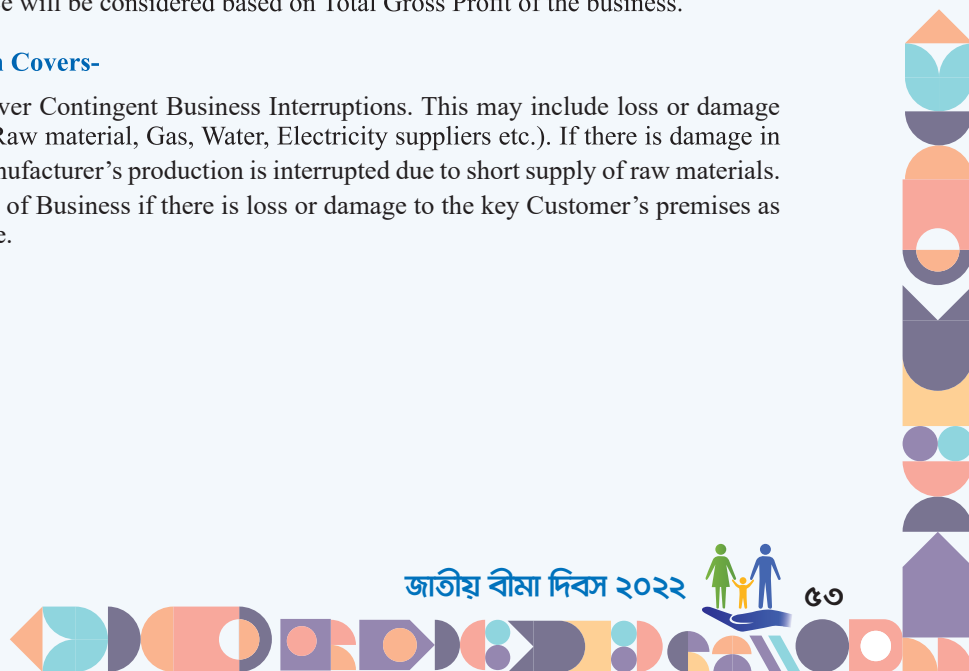 e will be considered based on Total Gross Profit of the business.
n Covers-
ver Contingent Business Interruptions. This may include loss or damage
Raw material, Gas, Water, Electricity suppliers etc.). If there is damage in
nufacturer’s production is interrupted due to short supply of raw materials.
of Business if there is loss or damage to the key Customer’s premises as
e.
জাতীয় বীমা দিবস ২০২২
৫৩